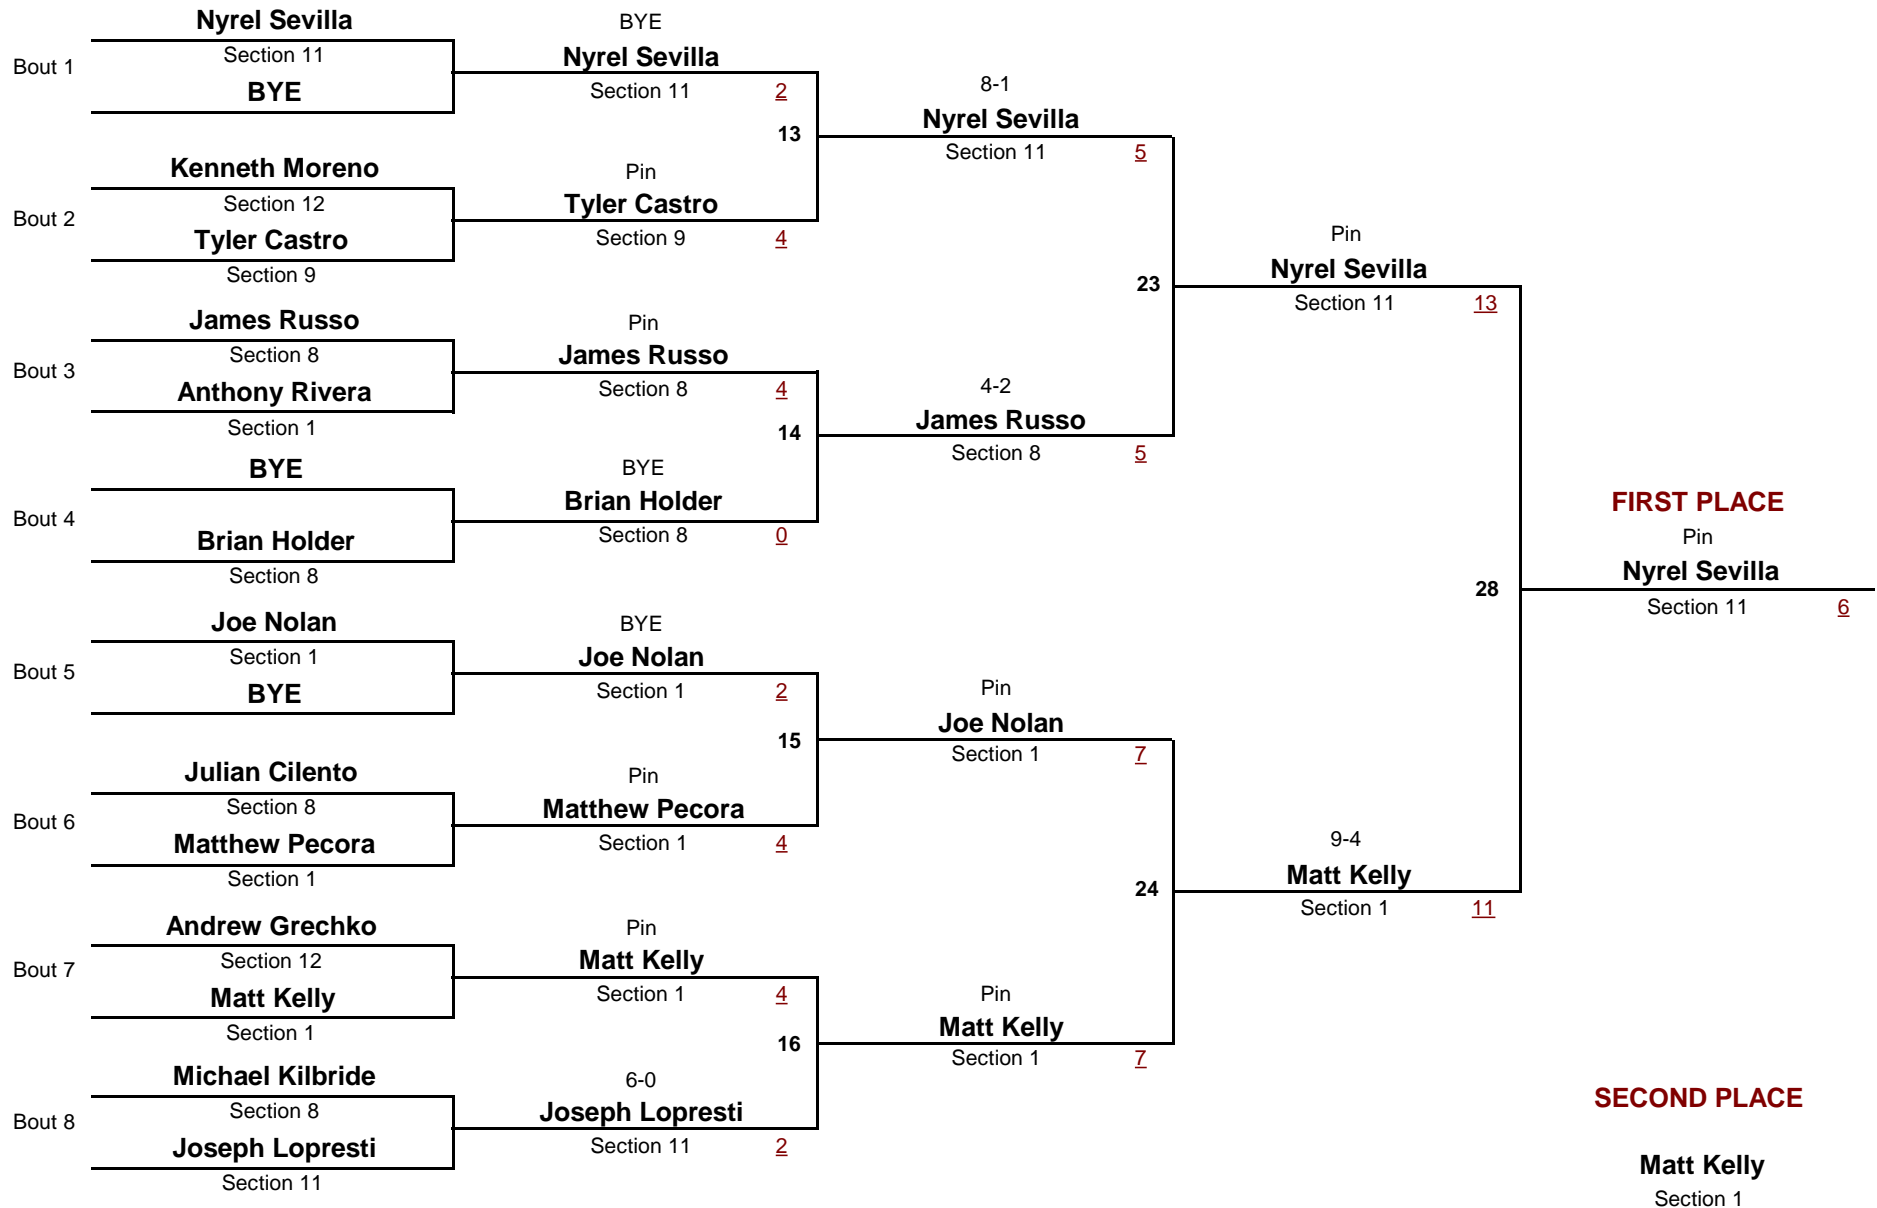 Nyrel Sevilla
Bout 1
Section 11
BYE
Kenneth Moreno
Bout 2
Section 12
Tyler Castro
Section 9
James Russo
Bout 3
Section 8
Anthony Rivera
Section 1
BYE
Bout 4
Brian Holder
Section 8
Joe Nolan
Bout 5
Section 1
BYE
Julian Cilento
Bout 6
Section 8
Matthew Pecora
Section 1
Andrew Grechko
Bout 7
Section 12
Matt Kelly
Section 1
Michael Kilbride
Bout 8
Section 8
Joseph Lopresti
Section 11
BYE
Nyrel Sevilla
Section 11 2
13
Pin
Tyler Castro
Section 9 4
Pin
James Russo
Section 8 4
14
BYE
Brian Holder
Section 8 0
BYE
Joe Nolan
Section 1 2
15
Pin
Matthew Pecora
Section 1 4
Pin
Matt Kelly
Section 1 4
16
6-0
Joseph Lopresti
Section 11 2
8-1
Nyrel Sevilla
Section 11 5
23
4-2
James Russo
Section 8 5
Pin
Joe Nolan
Section 1 7
24
Pin
Matt Kelly
Section 1 7
Pin
Nyrel Sevilla
Section 11 13
28
9-4
Matt Kelly
Section 1 11
FIRST PLACE
Pin
Nyrel Sevilla
Section 11 6
SECOND PLACE
Matt Kelly
Section 1